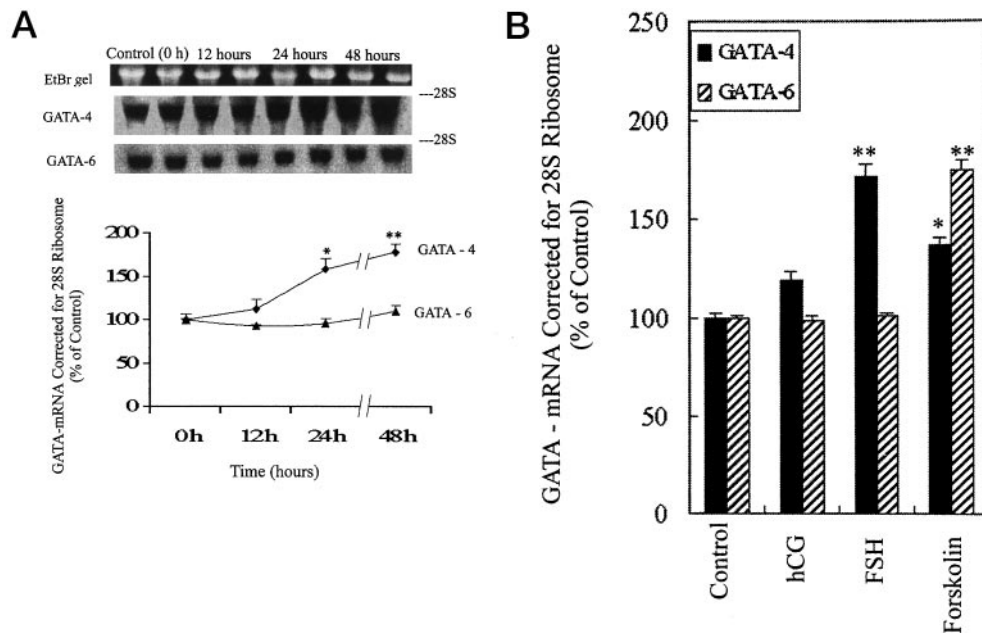 A
Control (0 h) 12 hours 24 hours 48 hours
EtBr gel
---28S
GATA-4
---28S
GATA-6
GATA-mRNA Corrected for 28S Ribosome
(% of Control)
200
150
100
50
0
* **
GATA - 4
GATA - 6
0h 12h 24h 48h
Time (hours)
B
GATA - mRNA Corrected for 28S Ribosome
(% of Control)
250
200
150
100
50
0
GATA-4
GATA-6
** **
*
Control
hCG
FSH
Forskolin